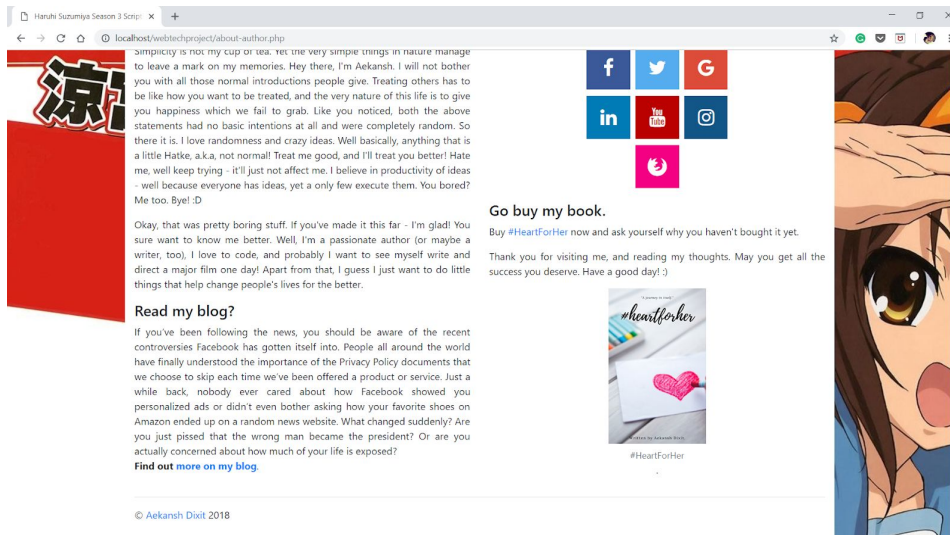 Haruhi Suzumiya Season 3 Script
localhost/webtechproject/about-author.php
涼
Simplicity is not my cup of tea. Yet the very simple things in nature manage
to leave a mark on my memories. Hey there, I'm Aekansh. I will not bother
you with all those normal introductions people give. Treating others has to
be like how you want to be treated, and the very nature of this life is to give
you happiness which we fail to grab. Like you noticed, both the above
statements had no basic intentions at all and were completely random. So
there it is. I love randomness and crazy ideas. Well basically, anything that is
a little Hatke, a.k.a, not normal! Treat me good, and I'll treat you better! Hate
me, well keep trying - it'll just not affect me. I believe in productivity of ideas
- well because everyone has ideas, yet a only few execute them. You bored?
Me too. Bye! :D
Okay, that was pretty boring stuff. If you've made it this far - I'm glad! You
sure want to know me better. Well, I'm a passionate author (or maybe a
writer, too), I love to code, and probably I want to see myself write and
direct a major film one day! Apart from that, I guess I just want to do little
things that help change people's lives for the better.
Read my blog?
If you've been following the news, you should be aware of the recent
controversies Facebook has gotten itself into. People all around the world
have finally understood the importance of the Privacy Policy documents that
we choose to skip each time we've been offered a product or service. Just a
while back, nobody ever cared about how Facebook showed you
personalized ads or didn't even bother asking how your favorite shoes on
Amazon ended up on a random news website. What changed suddenly? Are
you just pissed that the wrong man became the president? Or are you
actually concerned about how much of your life is exposed?
Find out more on my blog.
f
G
in
You
Tube
Go buy my book.
Buy #HeartForHer now and ask yourself why you haven't bought it yet.
Thank you for visiting me, and reading my thoughts. May you get all the
success you deserve. Have a good day! :)
#heartforher
Written by Aekansh Dixit
#HeartForHer
.
© Aekansh Dixit 2018